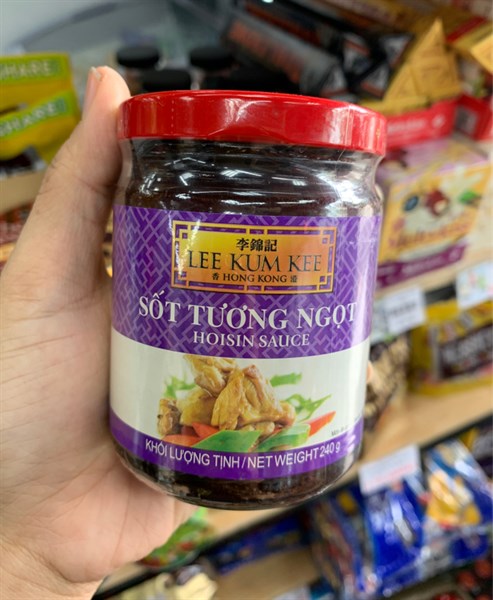 SHARE
李錦記
LEE KUM KEE
香 HONG KONG 港
SỐT TƯƠNG NGỌT
HOISIN SAUCE
KHỐI LƯỢNG TỊNH/NET WEIGHT 240 g